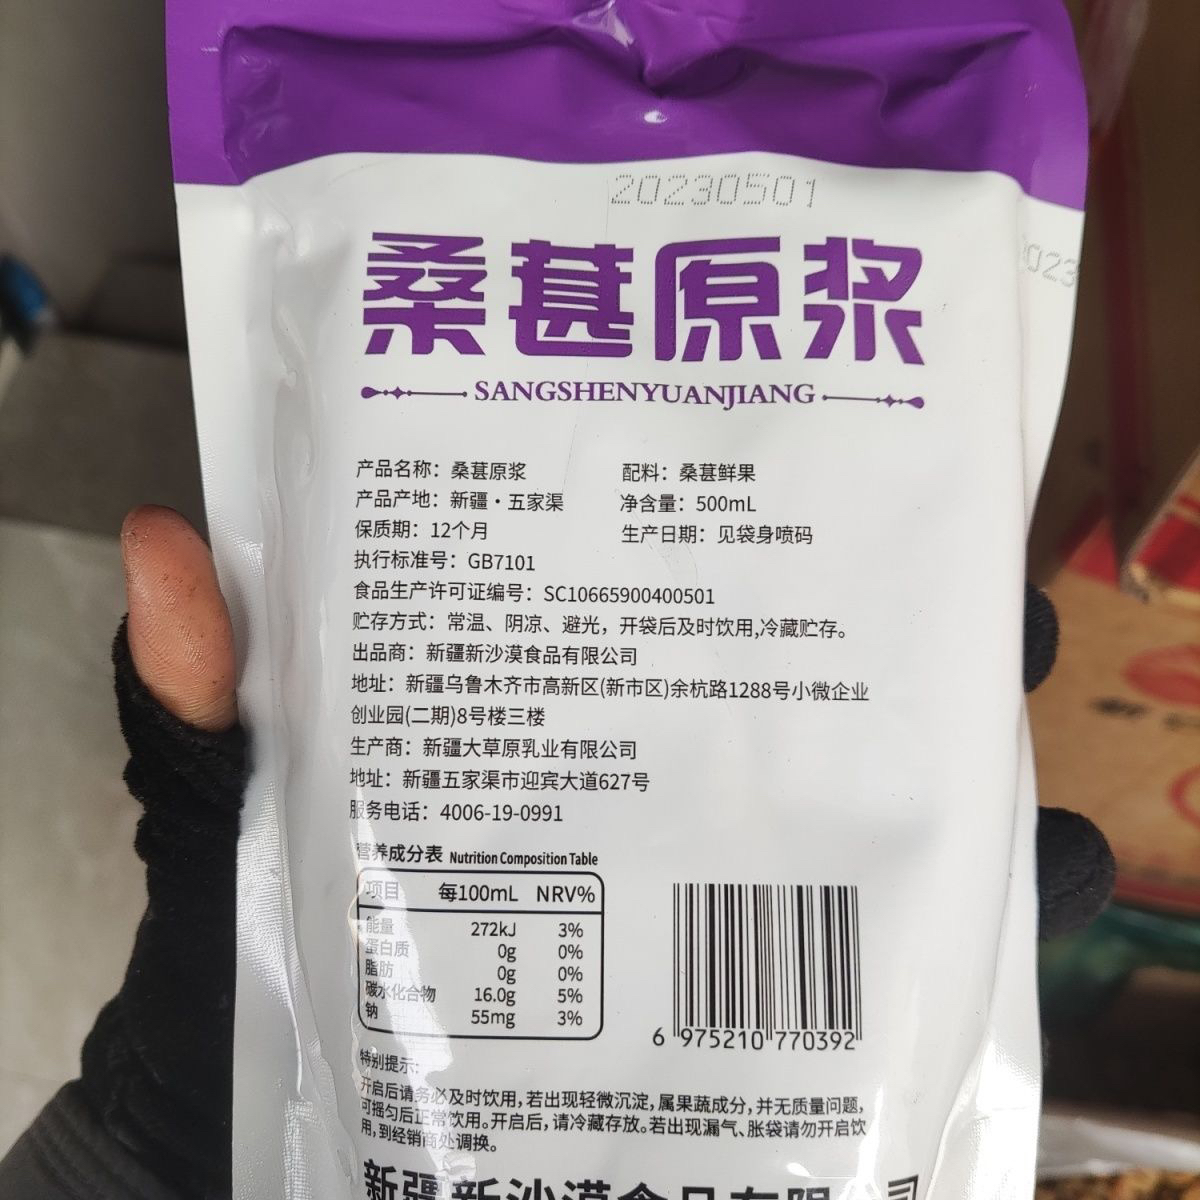 20230501
023
桑葚原浆
SANGSHENYUANJIANG
产品名称：桑葚原浆 配料：桑葚鲜果
产品产地：新疆·五家渠 净含量：500mL
保质期：12个月 生产日期：见袋身喷码
执行标准号：GB7101
食品生产许可证编号：SC10665900400501
贮存方式：常温、阴凉、避光，开袋后及时饮用,冷藏贮存。
出品商：新疆新沙漠食品有限公司
地址：新疆乌鲁木齐市高新区(新市区)余杭路1288号小微企业
创业园(二期)8号楼三楼
生产商：新疆大草原乳业有限公司
地址：新疆五家渠市迎宾大道627号
服务电话：4006-19-0991
营养成分表 Nutrition Composition Table
项目 每100mL NRV%
能量 272kJ 3%
蛋白质 0g 0%
脂肪 0g 0%
碳水化合物 16.0g 5%
钠 55mg 3%
6 975210 770392
特别提示:
开启后请务必及时饮用,若出现轻微沉淀,属果蔬成分,并无质量问题,
可摇匀后正常饮用。开启后,请冷藏存放。若出现漏气、胀袋请勿开启饮
用,到经销商处调换。
新疆新沙漠食品有限公司